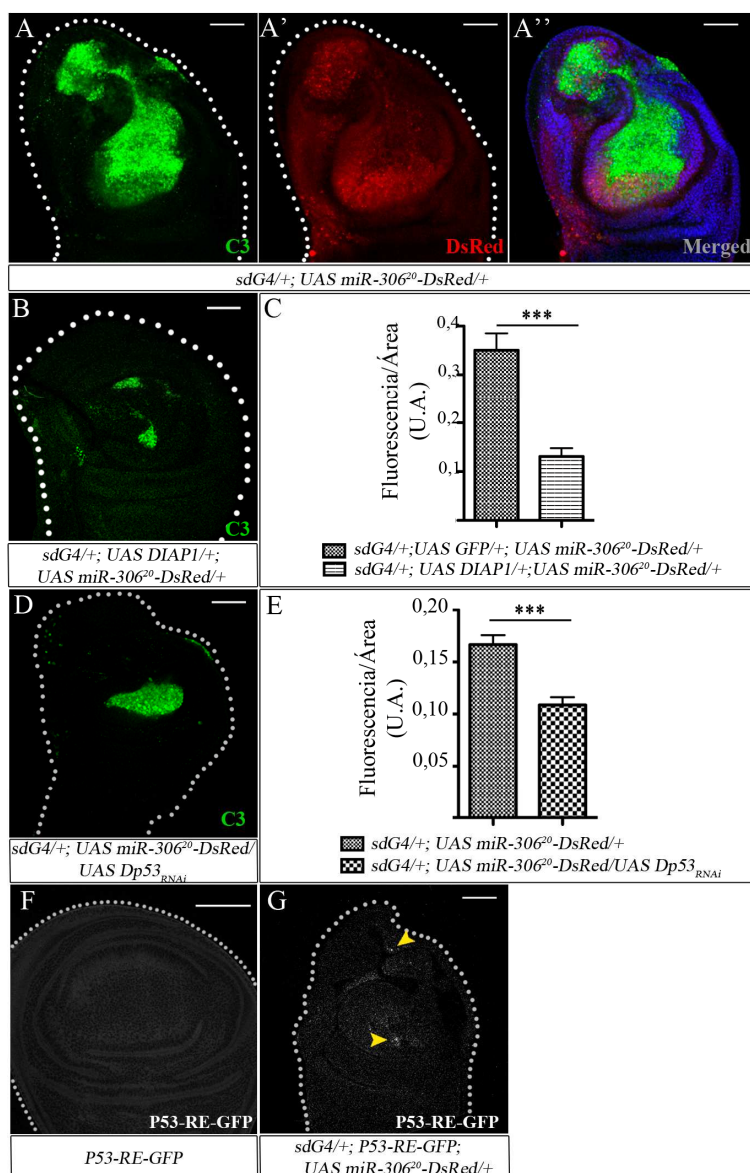 A
A’
A’’
C3
DsRed
Merged
sdG4/+; UAS miR-306²⁰-DsRed/+
B
C3
sdG4/+; UAS DIAP1/+;
UAS miR-306²⁰-DsRed/+
C
***
0,4
0,3
0,2
0,1
Fluorescencia/Área
(U.A.)
sdG4/+;UAS GFP/+; UAS miR-306²⁰-DsRed/+
sdG4/+; UAS DIAP1/+;UAS miR-306²⁰-DsRed/+
D
C3
sdG4/+; UAS miR-306²⁰-DsRed/
UAS Dp53RNAi
E
***
0,20
0,15
0,10
0,05
Fluorescencia/Área
(U.A.)
sdG4/+; UAS miR-306²⁰-DsRed/+
sdG4/+; UAS miR-306²⁰-DsRed/UAS Dp53RNAi
F
P53-RE-GFP
P53-RE-GFP
G
P53-RE-GFP
sdG4/+; P53-RE-GFP;
UAS miR-306²⁰-DsRed/+